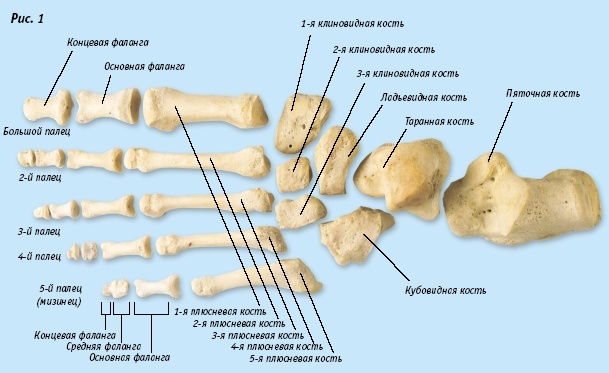 Рис. 1
1-я клиновидная кость
Концевая фаланга
2-я клиновидная кость
Основная фаланга
3-я клиновидная кость
Ладьевидная кость
Пяточная кость
Таранная кость
Большой палец
2-й палец
3-й палец
4-й палец
5-й палец
(мизинец)
Кубовидная кость
1-я плюсневая кость
2-я плюсневая кость
3-я плюсневая кость
4-я плюсневая кость
5-я плюсневая кость
Концевая фаланга
Средняя фаланга
Основная фаланга